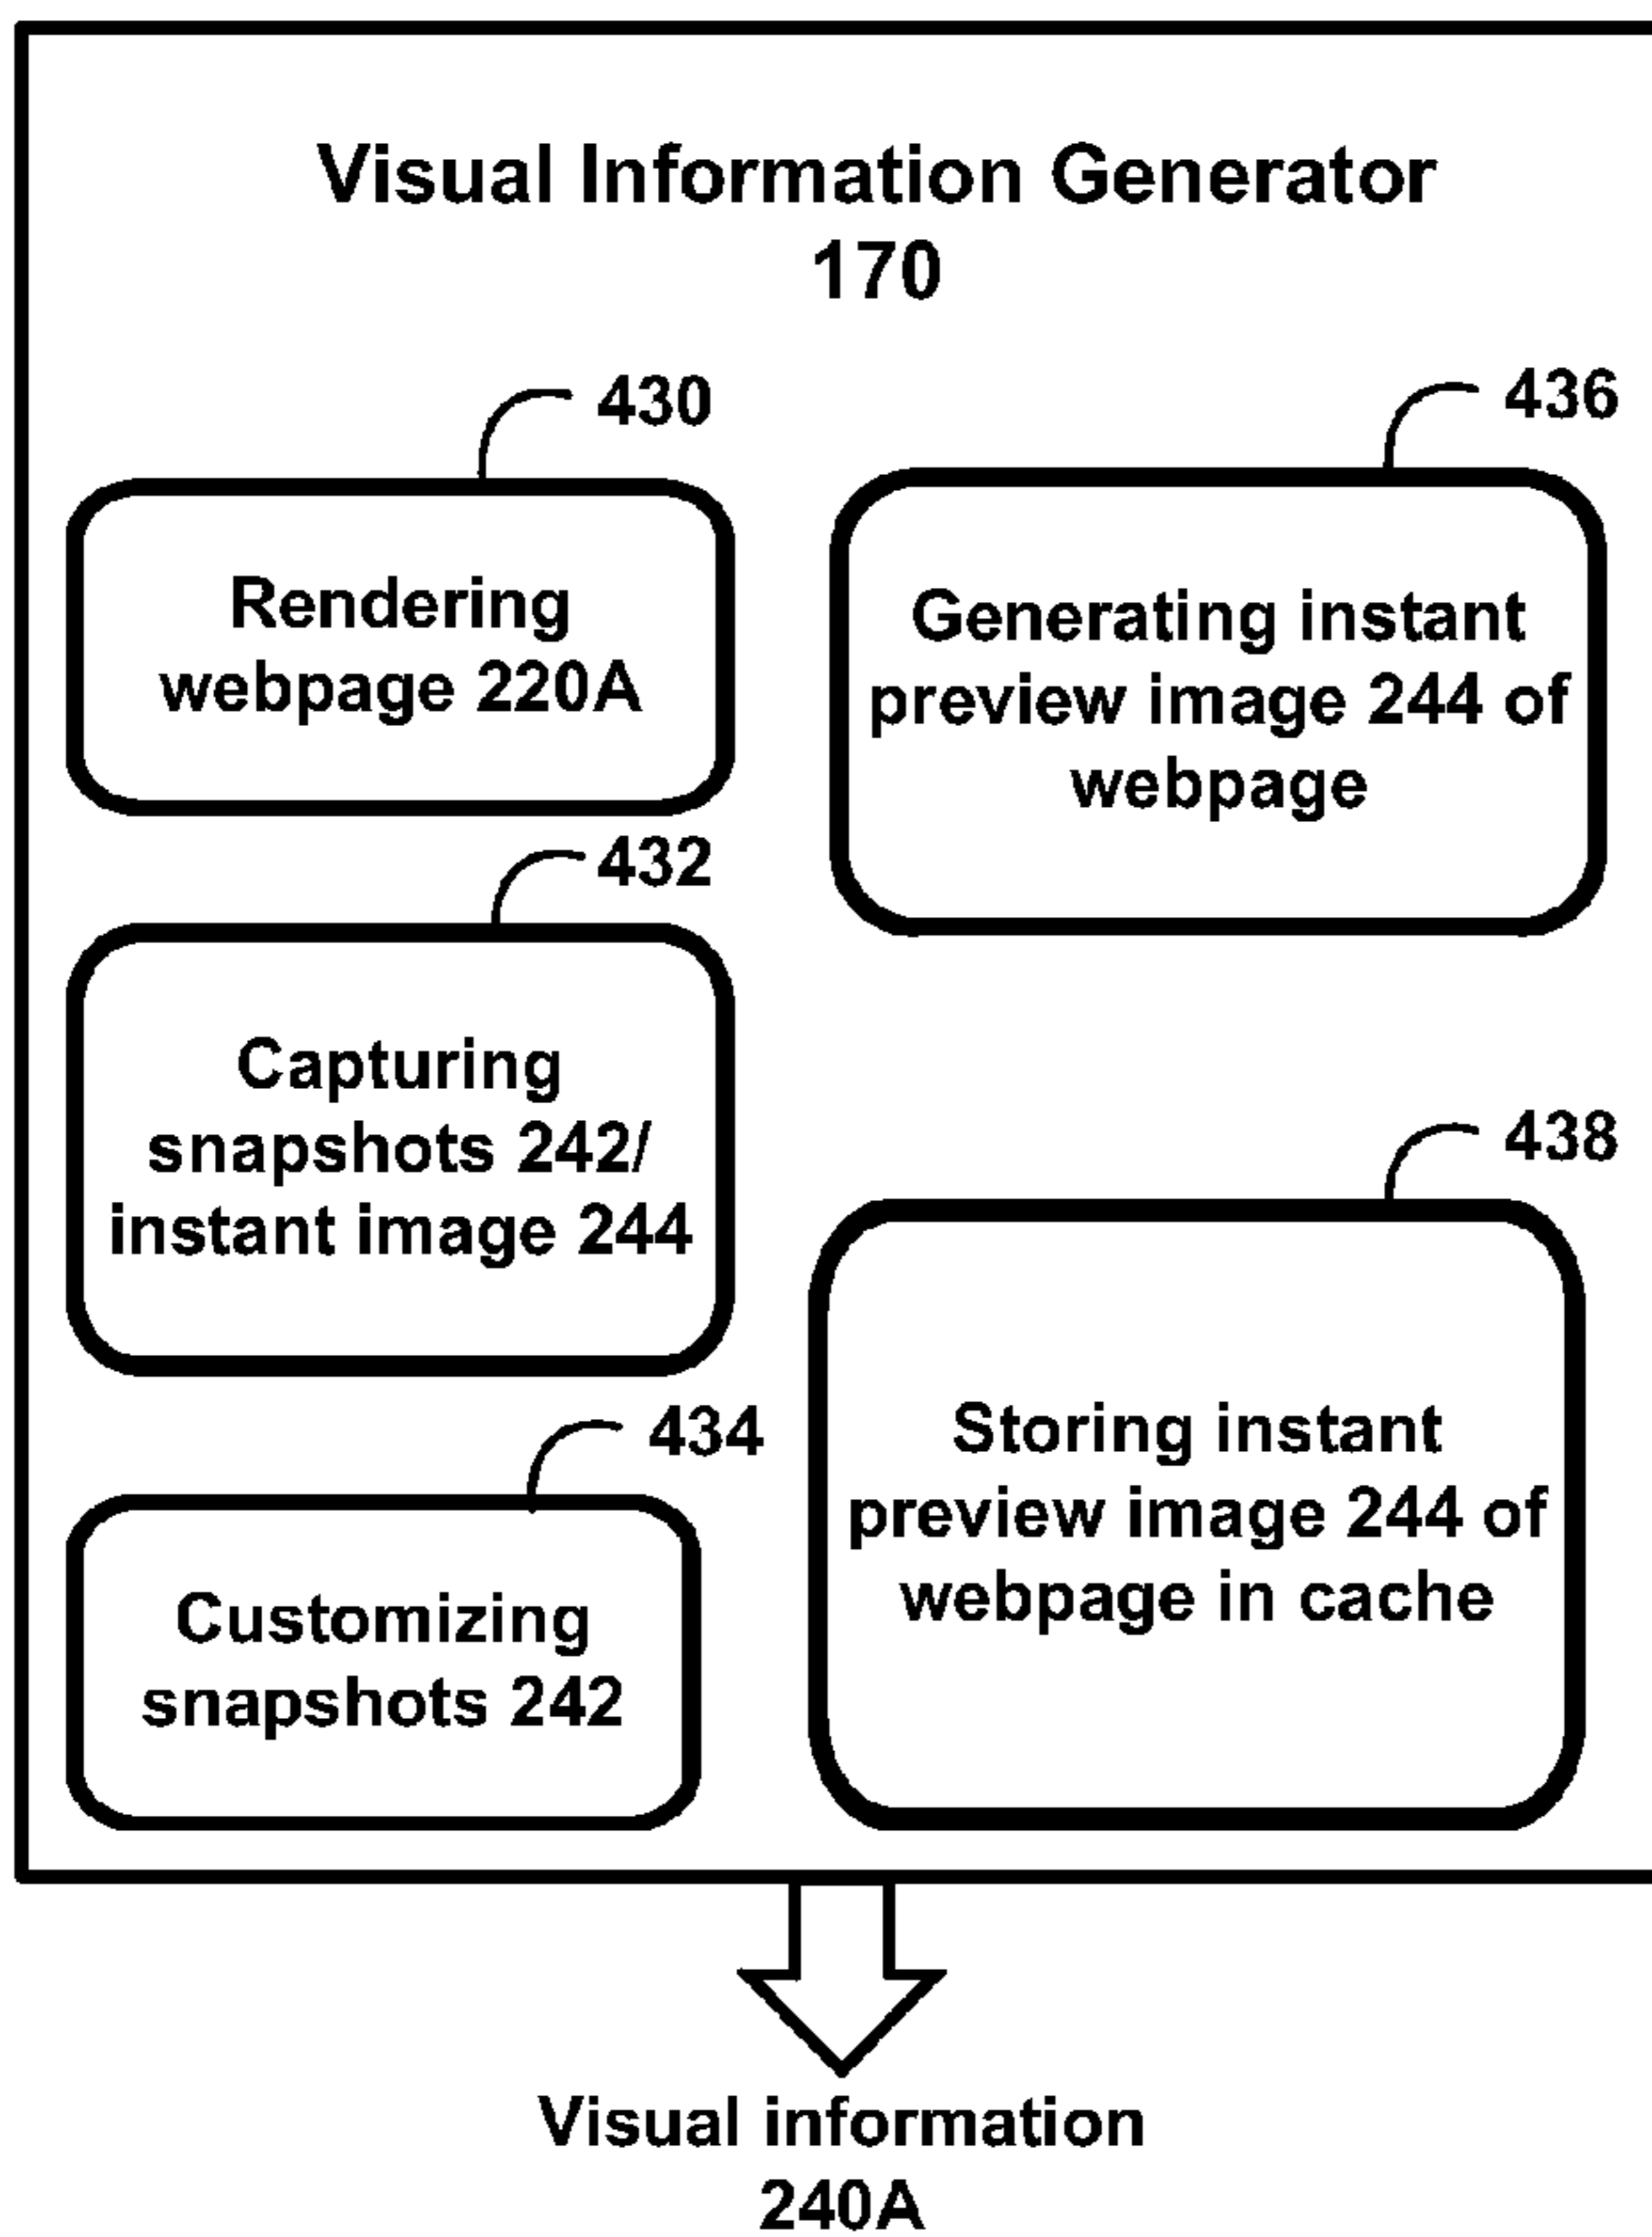 Visual Information Generator
170
430
Rendering
webpage 220A
432
Capturing
snapshots 242/
instant image 244
434
Customizing
snapshots 242
436
Generating instant
preview image 244 of
webpage
438
Storing instant
preview image 244 of
webpage in cache
Visual information
240A